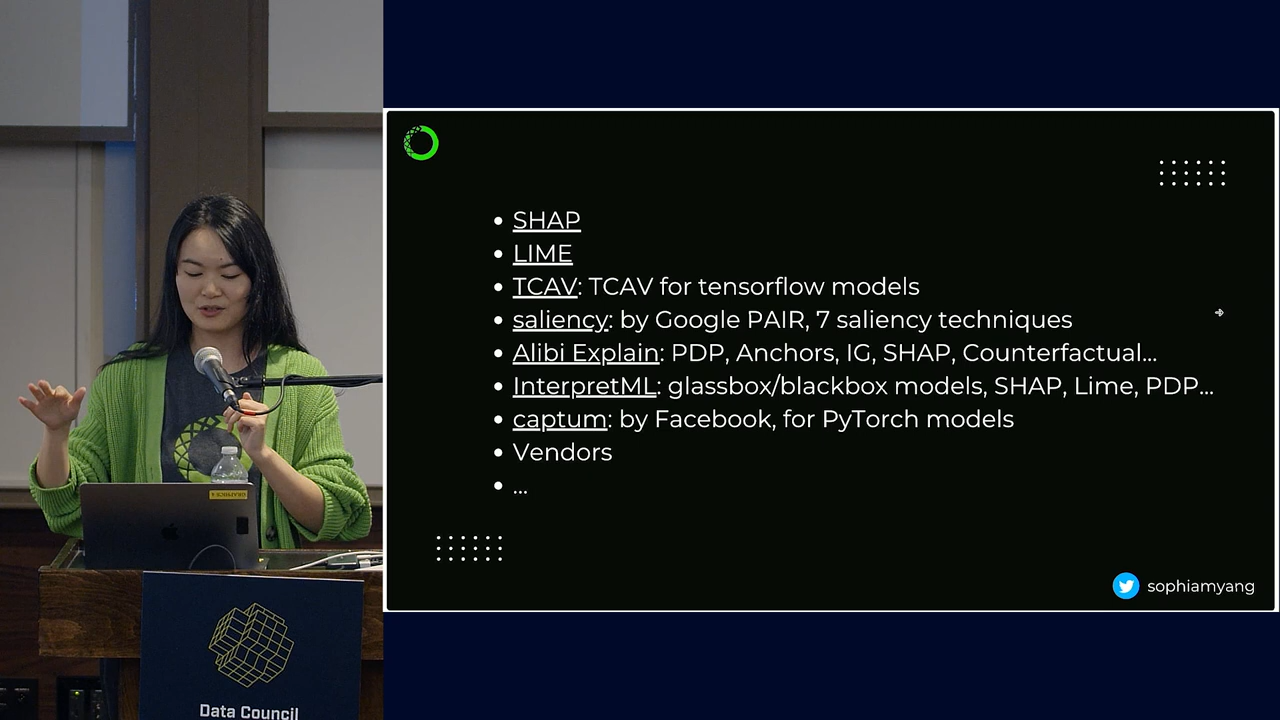 SHAP
LIME
TCAV: TCAV for tensorflow models
saliency: by Google PAIR, 7 saliency techniques
Alibi Explain: PDP, Anchors, IG, SHAP, Counterfactual...
InterpretML: glassbox/blackbox models, SHAP, Lime, PDP...
captum: by Facebook, for PyTorch models
Vendors
...
sophiamyang
GRAPHICS 4
Data Council